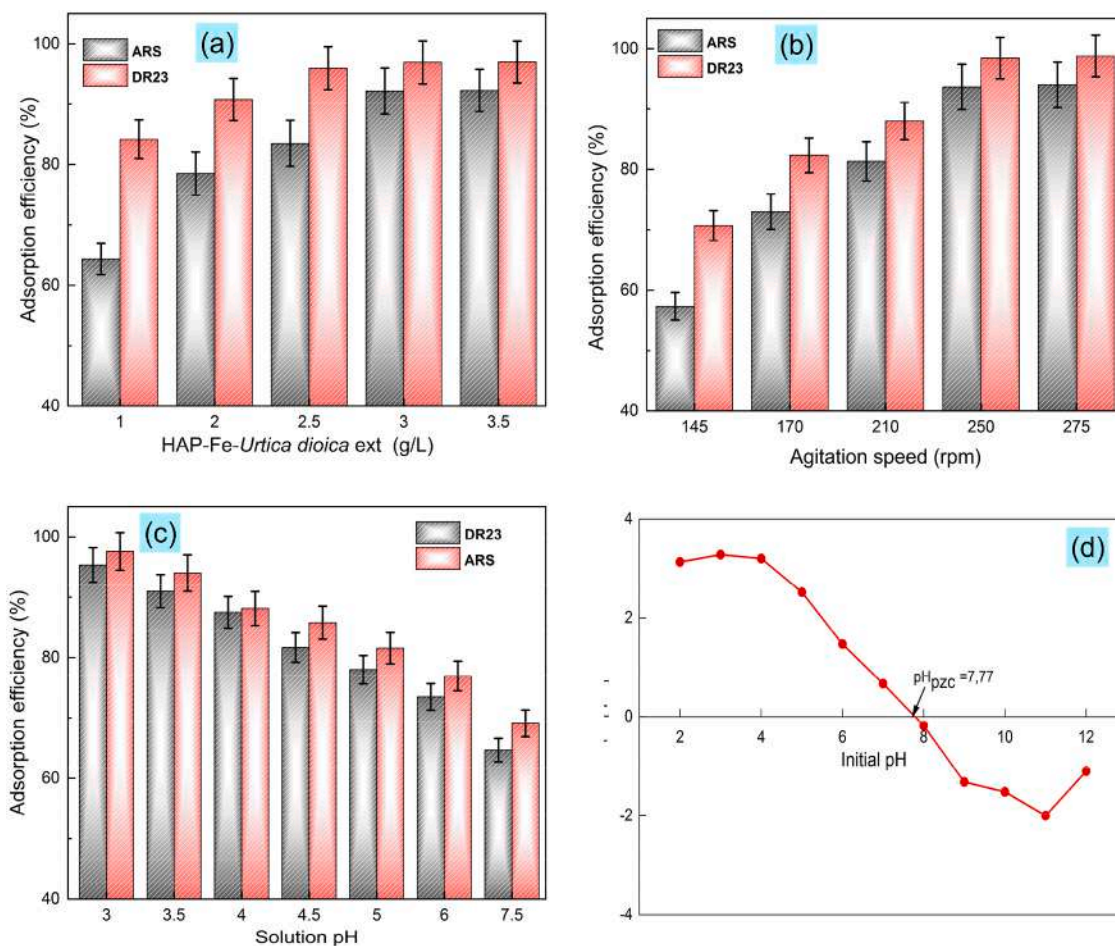 (a)
ARS
DR23
Adsorption efficiency (%)
100
80
60
40
1 2 2.5 3 3.5
HAP-Fe-Urtica dioica ext (g/L)
(b)
ARS
DR23
Adsorption efficiency (%)
100
80
60
40
145 170 210 250 275
Agitation speed (rpm)
(c)
DR23
ARS
Adsorption efficiency (%)
100
80
60
40
3 3.5 4 4.5 5 6 7.5
Solution pH
(d)
4
2
0
-2
-4
pHpzc =7,77
2 4 6 8 10 12
Initial pH